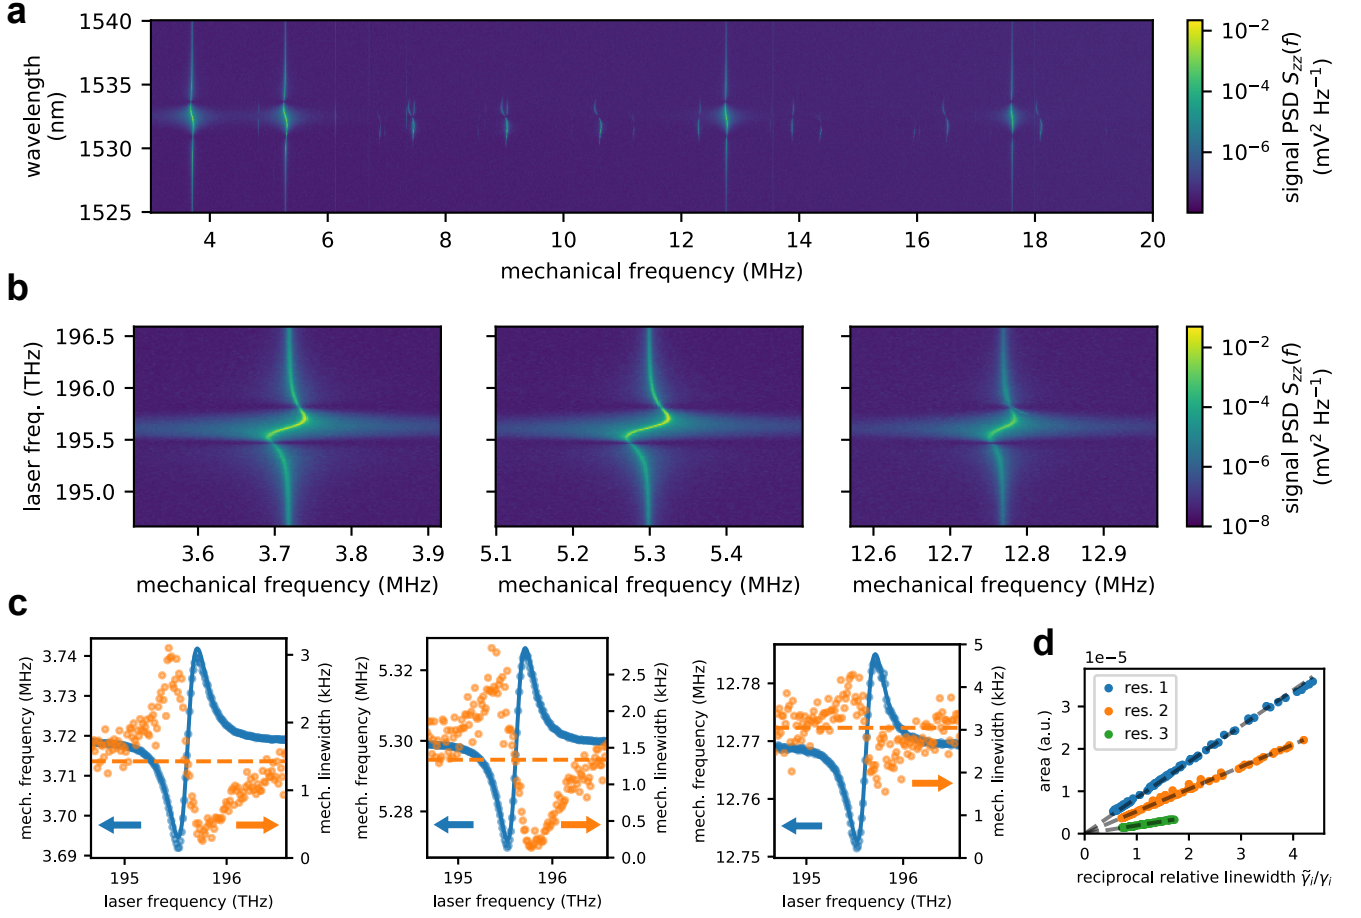 a
1540
1535
1530
1525
wavelength
(nm)
4
6
8
10
12
14
16
18
20
mechanical frequency (MHz)
10⁻²
10⁻⁴
10⁻⁶
signal PSD S_zz(f)
(mV² Hz⁻¹)
b
196.5
196.0
195.5
195.0
laser freq. (THz)
3.6
3.7
3.8
3.9
mechanical frequency (MHz)
5.1
5.2
5.3
5.4
mechanical frequency (MHz)
12.6
12.7
12.8
12.9
mechanical frequency (MHz)
10⁻²
10⁻⁴
10⁻⁶
10⁻⁸
signal PSD S_zz(f)
(mV² Hz⁻¹)
c
3.74
3.73
3.72
3.71
3.70
3.69
mech. frequency (MHz)
3
2
1
0
mech. linewidth (kHz)
195
196
laser frequency (THz)
5.32
5.30
5.28
mech. frequency (MHz)
2.5
2.0
1.5
1.0
0.5
0.0
mech. linewidth (kHz)
195
196
laser frequency (THz)
12.78
12.77
12.76
12.75
mech. frequency (MHz)
5
4
3
2
1
0
mech. linewidth (kHz)
195
196
laser frequency (THz)
d
1e−5
3
2
1
0
area (a.u.)
res. 1
res. 2
res. 3
0
1
2
3
4
reciprocal relative linewidth γ̃ᵢ/γᵢ